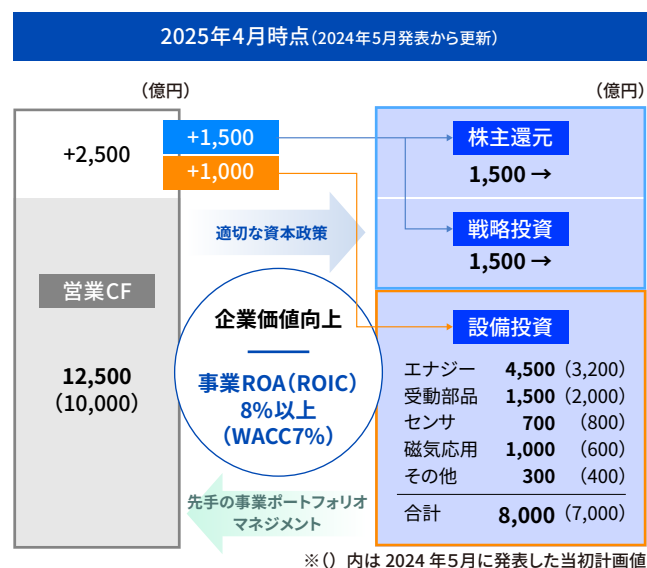 2025年4月時点(2024年5月発表から更新)
(億円)
(億円)
+2,500
+1,500
+1,000
株主還元
1,500 →
適切な資本政策
戦略投資
1,500 →
営業CF
12,500
(10,000)
企業価値向上
事業ROA(ROIC)
8%以上
(WACC7%)
先手の事業ポートフォリオ
マネジメント
設備投資
エナジー 4,500 (3,200)
受動部品 1,500 (2,000)
センサ 700 (800)
磁気応用 1,000 (600)
その他 300 (400)
合計 8,000 (7,000)
※() 内は 2024 年5月に発表した当初計画値